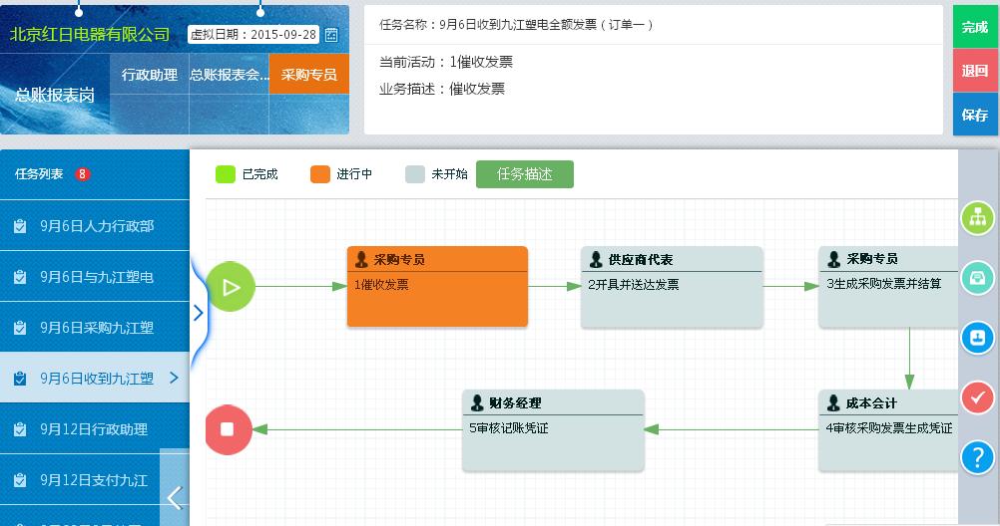 北京红日电器有限公司
虚拟日期：2015-09-28
总账报表岗
行政助理
总账报表会...
采购专员
任务名称：9月6日收到九江塑电全额发票（订单一）
当前活动：1催收发票
业务描述：催收发票
完成
退回
保存
任务列表 8
9月6日人力行政部
9月6日与九江塑电
9月6日采购九江塑
9月6日收到九江塑
9月12日行政助理
9月12日支付九江
已完成
进行中
未开始
任务描述
采购专员
1催收发票
供应商代表
2开具并送达发票
采购专员
3生成采购发票并结算
财务经理
5审核记账凭证
成本会计
4审核采购发票生成凭证
?